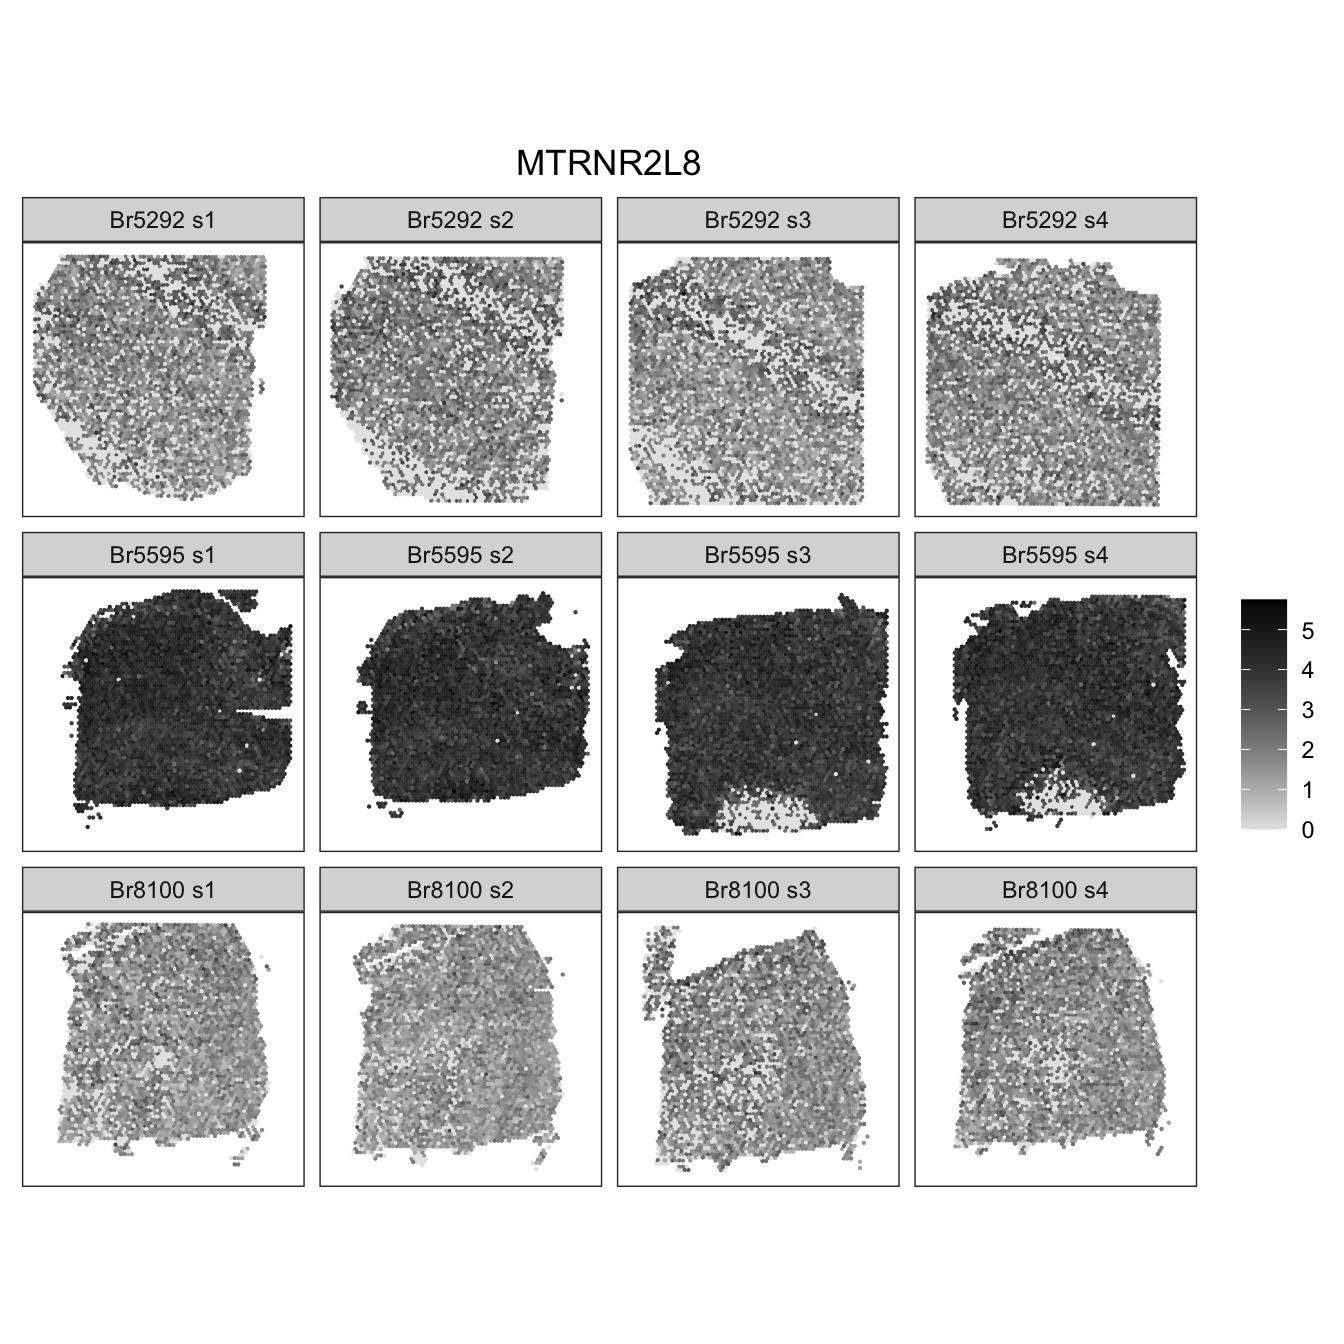 MTRNR2L8
Br5292 s1
Br5292 s2
Br5292 s3
Br5292 s4
Br5595 s1
Br5595 s2
Br5595 s3
Br5595 s4
5
4
3
2
1
0
Br8100 s1
Br8100 s2
Br8100 s3
Br8100 s4